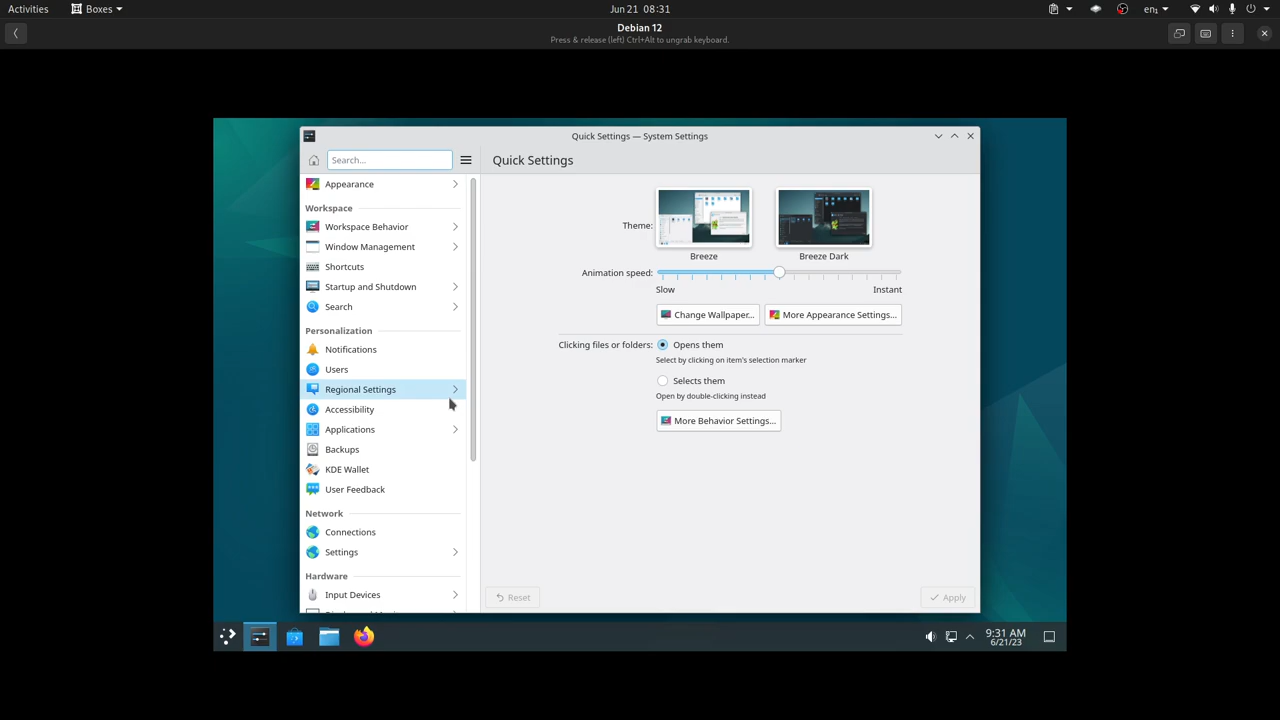 Activities
Boxes
Jun 21 08:31
en₁
Debian 12
Press & release (left) Ctrl+Alt to ungrab keyboard.
Quick Settings — System Settings
Search...
Quick Settings
Appearance
Workspace
Workspace Behavior
Window Management
Shortcuts
Startup and Shutdown
Search
Personalization
Notifications
Users
Regional Settings
Accessibility
Applications
Backups
KDE Wallet
User Feedback
Network
Connections
Settings
Hardware
Input Devices
Theme:
Breeze
Breeze Dark
Animation speed:
Slow
Instant
Change Wallpaper...
More Appearance Settings...
Clicking files or folders:
Opens them
Select by clicking on item's selection marker
Selects them
Open by double-clicking instead
More Behavior Settings...
Reset
Apply
9:31 AM
6/21/23